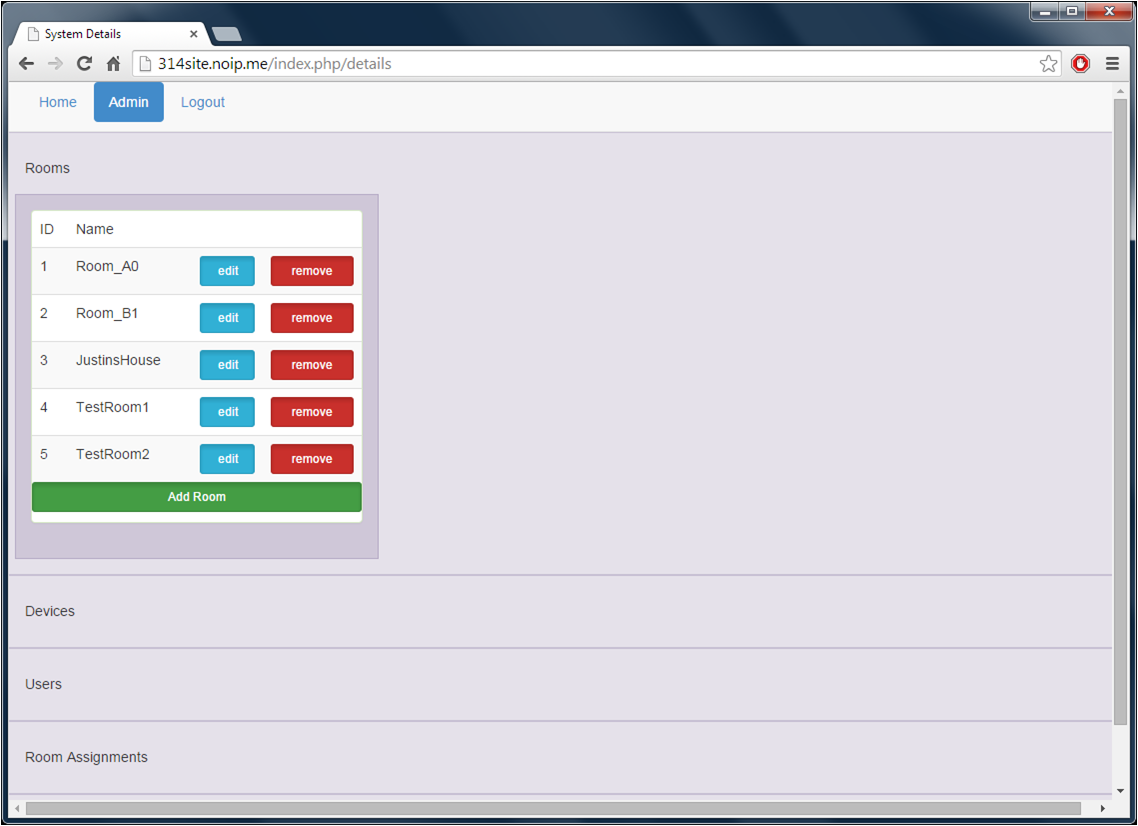 System Details
314site.noip.me/index.php/details
Home Admin Logout
Rooms
ID Name
1 Room_A0 edit remove
2 Room_B1 edit remove
3 JustinsHouse edit remove
4 TestRoom1 edit remove
5 TestRoom2 edit remove
Add Room
Devices
Users
Room Assignments